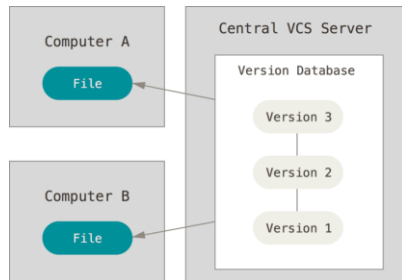 Computer A
File
Computer B
File
Central VCS Server
Version Database
Version 3
Version 2
Version 1